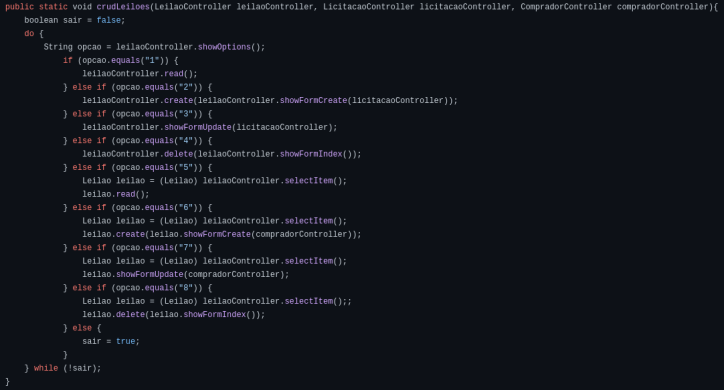 public static void crudLeiloes(LeilaoController leilaoController, LicitacaoController licitacaoController, CompradorController compradorController){
    boolean sair = false;
    do {
        String opcao = leilaoController.showOptions();
            if (opcao.equals("1")) {
                leilaoController.read();
            } else if (opcao.equals("2")) {
                leilaoController.create(leilaoController.showFormCreate(licitacaoController));
            } else if (opcao.equals("3")) {
                leilaoController.showFormUpdate(licitacaoController);
            } else if (opcao.equals("4")) {
                leilaoController.delete(leilaoController.showFormIndex());
            } else if (opcao.equals("5")) {
                Leilao leilao = (Leilao) leilaoController.selectItem();
                leilao.read();
            } else if (opcao.equals("6")) {
                Leilao leilao = (Leilao) leilaoController.selectItem();
                leilao.create(leilao.showFormCreate(compradorController));
            } else if (opcao.equals("7")) {
                Leilao leilao = (Leilao) leilaoController.selectItem();
                leilao.showFormUpdate(compradorController);
            } else if (opcao.equals("8")) {
                Leilao leilao = (Leilao) leilaoController.selectItem();;
                leilao.delete(leilao.showFormIndex());
            } else {
                sair = true;
            }
    } while (!sair);
}